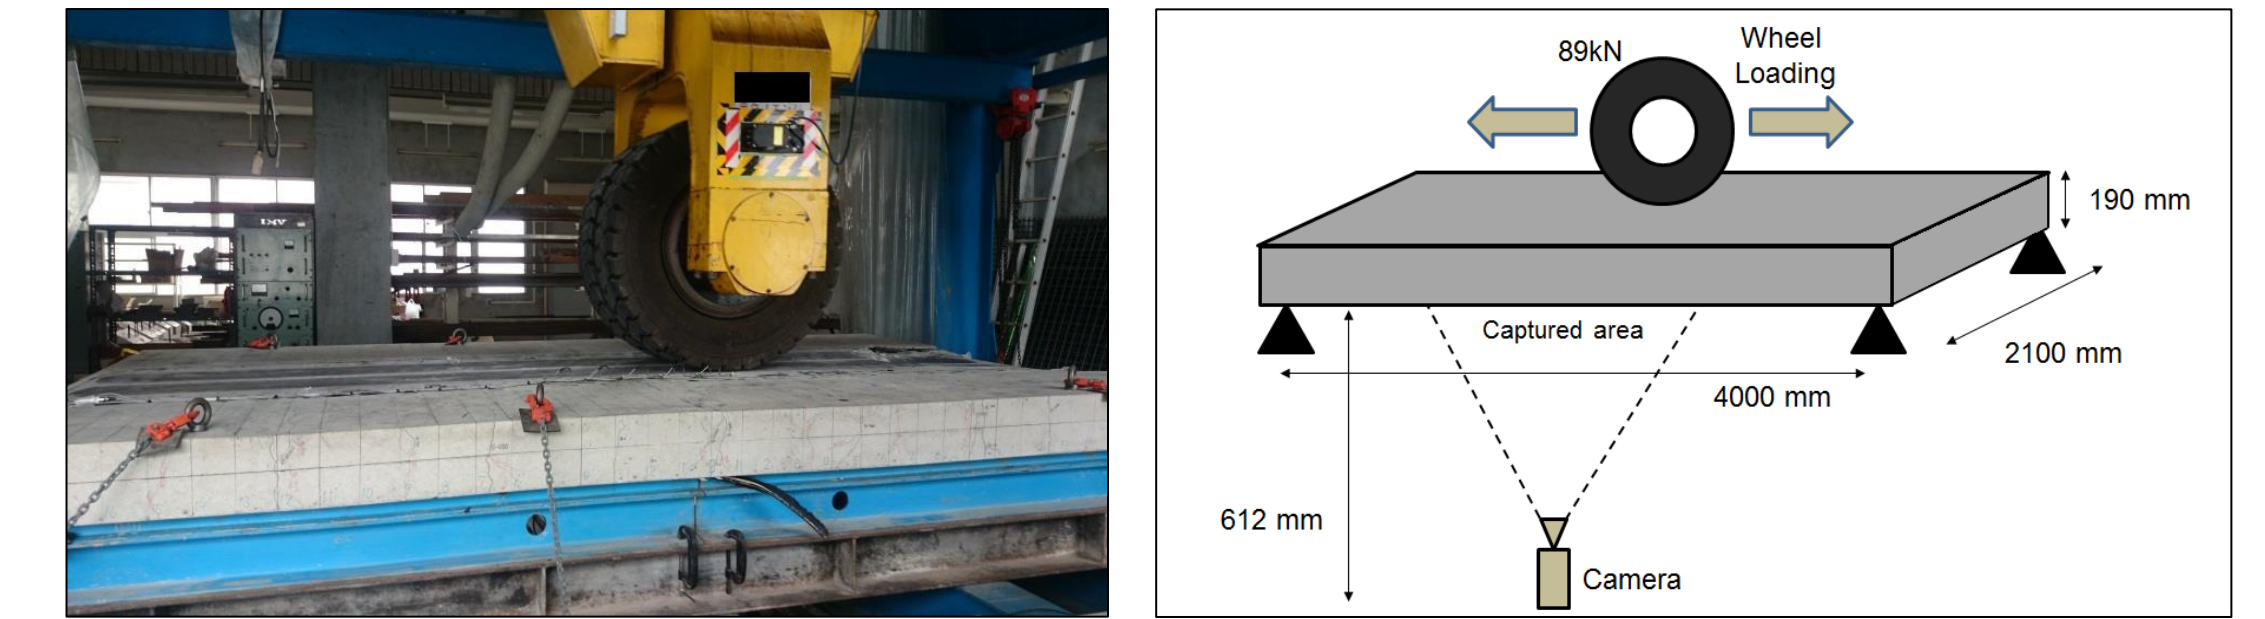 89kN
Wheel
Loading
190 mm
Captured area
2100 mm
4000 mm
612 mm
Camera